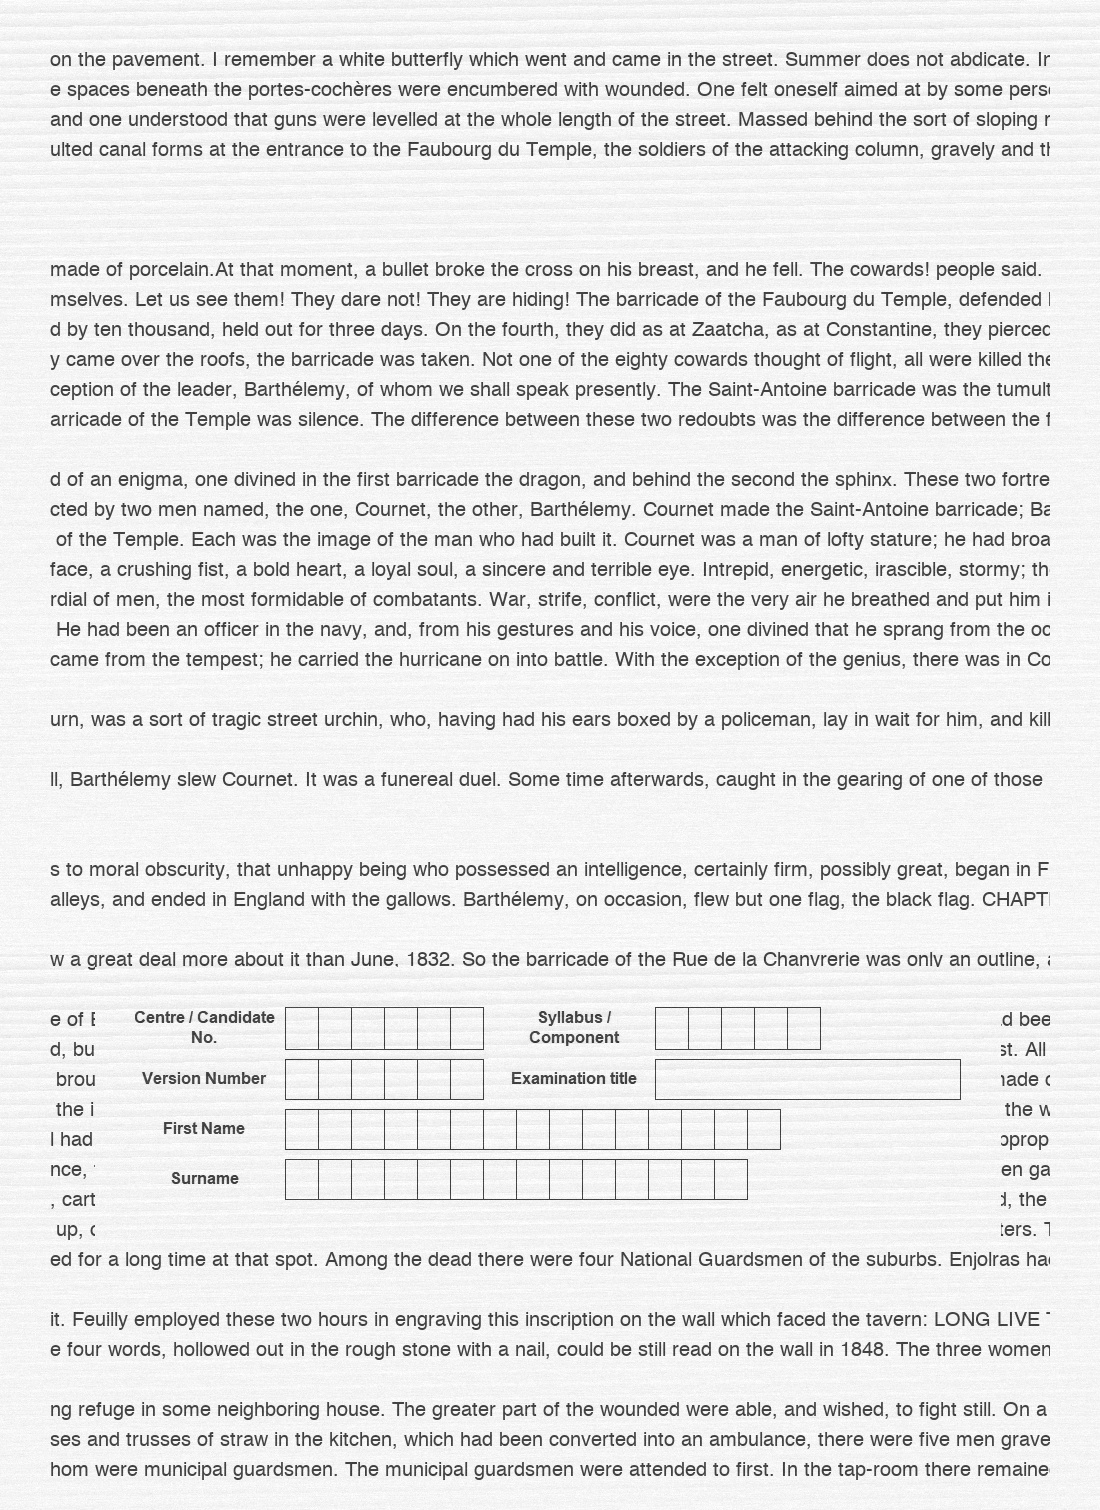 on the pavement. I remember a white butterfly which went and came in the street. Summer does not abdicate. In
e spaces beneath the portes-cochères were encumbered with wounded. One felt oneself aimed at by some pers
and one understood that guns were levelled at the whole length of the street. Massed behind the sort of sloping
ulted canal forms at the entrance to the Faubourg du Temple, the soldiers of the attacking column, gravely and
made of porcelain.At that moment, a bullet broke the cross on his breast, and he fell. The cowards! people said.
mselves. Let us see them! They dare not! They are hiding! The barricade of the Faubourg du Temple, defended
d by ten thousand, held out for three days. On the fourth, they did as at Zaatcha, as at Constantine, they pierced
y came over the roofs, the barricade was taken. Not one of the eighty cowards thought of flight, all were killed the
ception of the leader, Barthélemy, of whom we shall speak presently. The Saint-Antoine barricade was the tumult
arricade of the Temple was silence. The difference between these two redoubts was the difference between the f
d of an enigma, one divined in the first barricade the dragon, and behind the second the sphinx. These two fortre
cted by two men named, the one, Cournet, the other, Barthélemy. Cournet made the Saint-Antoine barricade; Ba
of the Temple. Each was the image of the man who had built it. Cournet was a man of lofty stature; he had broa
face, a crushing fist, a bold heart, a loyal soul, a sincere and terrible eye. Intrepid, energetic, irascible, stormy; th
rdial of men, the most formidable of combatants. War, strife, conflict, were the very air he breathed and put him i
He had been an officer in the navy, and, from his gestures and his voice, one divined that he sprang from the oc
came from the tempest; he carried the hurricane on into battle. With the exception of the genius, there was in Co
urn, was a sort of tragic street urchin, who, having had his ears boxed by a policeman, lay in wait for him, and kill
ll, Barthélemy slew Cournet. It was a funereal duel. Some time afterwards, caught in the gearing of one of those
s to moral obscurity, that unhappy being who possessed an intelligence, certainly firm, possibly great, began in F
alleys, and ended in England with the gallows. Barthélemy, on occasion, flew but one flag, the black flag. CHAPT
w a great deal more about it than June, 1832. So the barricade of the Rue de la Chanvrerie was only an outline,
e of
d bee
d, bu
st. All
brou
made
the i
the w
l had
pprop
nce,
en ga
, cart
d, the
up,
ters.
Centre / Candidate
No.
Syllabus /
Component
Version Number
Examination title
First Name
Surname
ed for a long time at that spot. Among the dead there were four National Guardsmen of the suburbs. Enjolras had
it. Feuilly employed these two hours in engraving this inscription on the wall which faced the tavern: LONG LIVE
e four words, hollowed out in the rough stone with a nail, could be still read on the wall in 1848. The three women
ng refuge in some neighboring house. The greater part of the wounded were able, and wished, to fight still. On a
ses and trusses of straw in the kitchen, which had been converted into an ambulance, there were five men grave
hom were municipal guardsmen. The municipal guardsmen were attended to first. In the tap-room there remaine